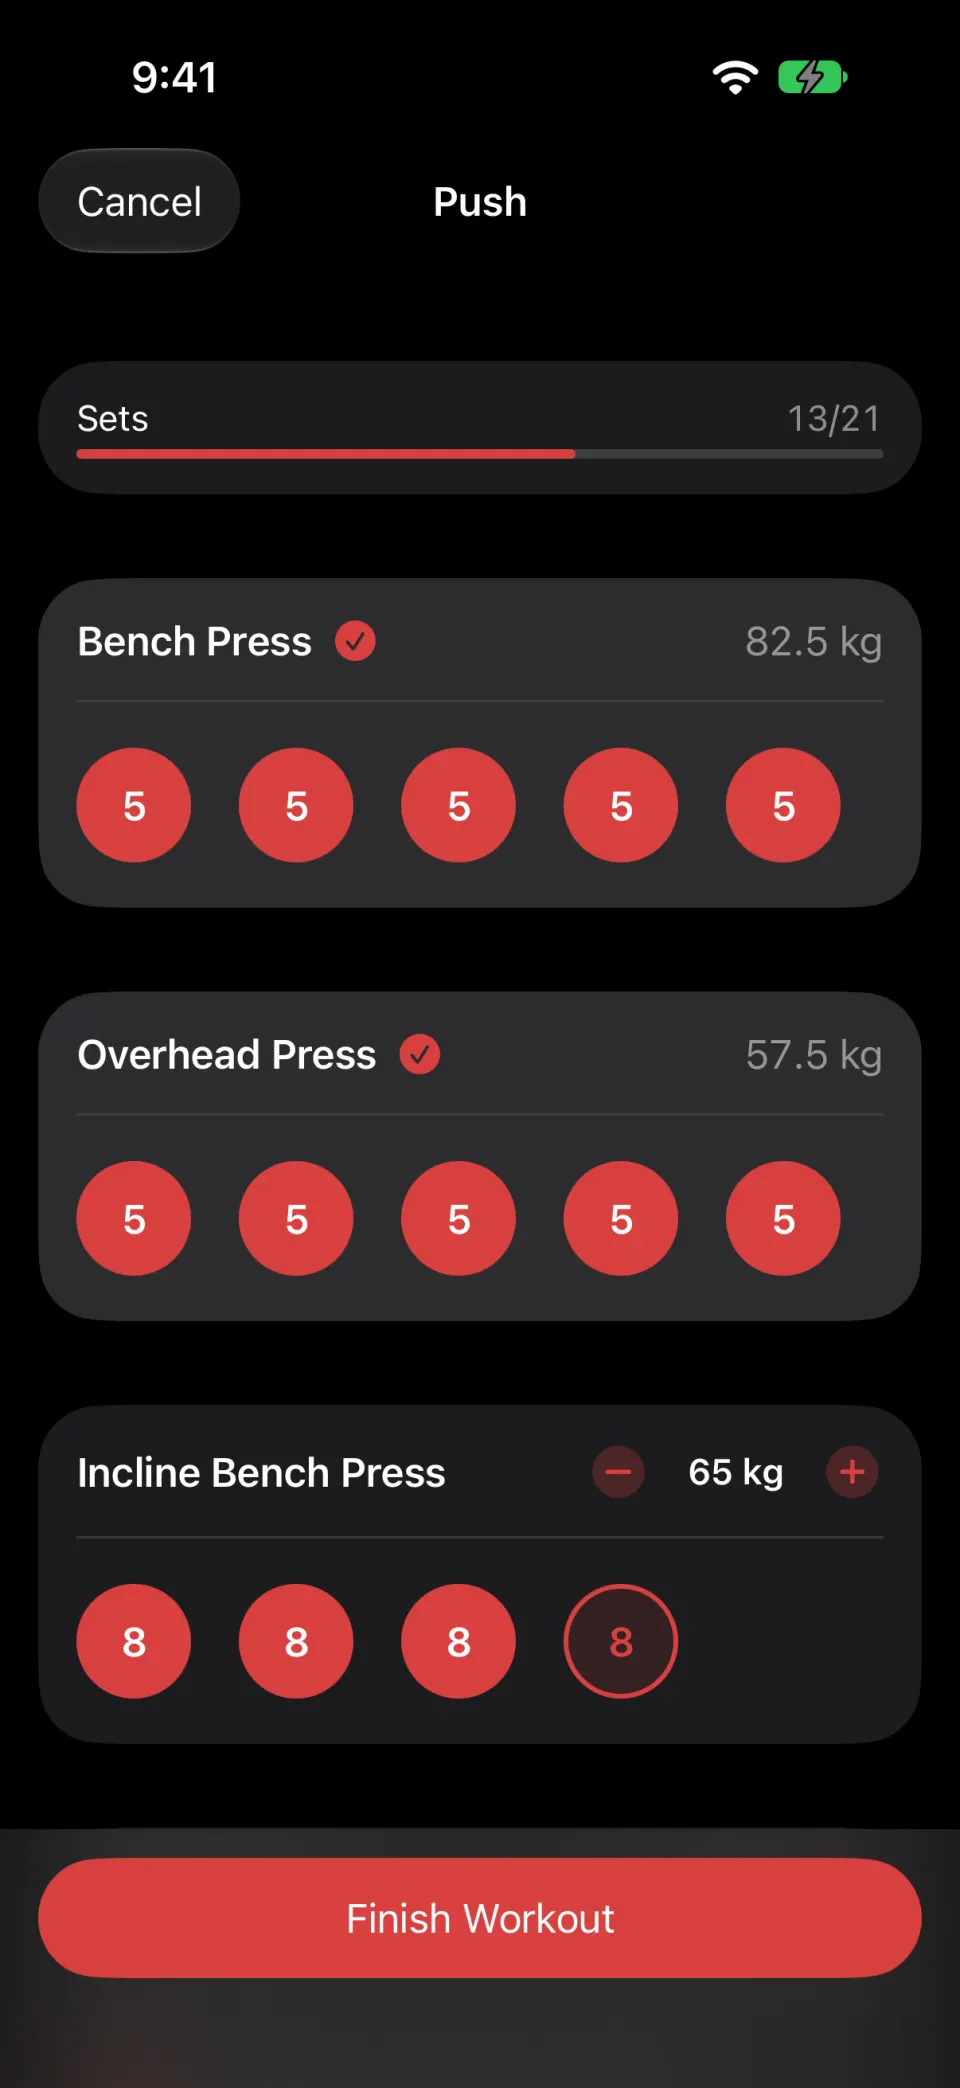 9:41
Cancel
Push
Sets 13/21
Bench Press 82.5 kg
5 5 5 5 5
Overhead Press 57.5 kg
5 5 5 5 5
Incline Bench Press − 65 kg +
8 8 8 8
Finish Workout